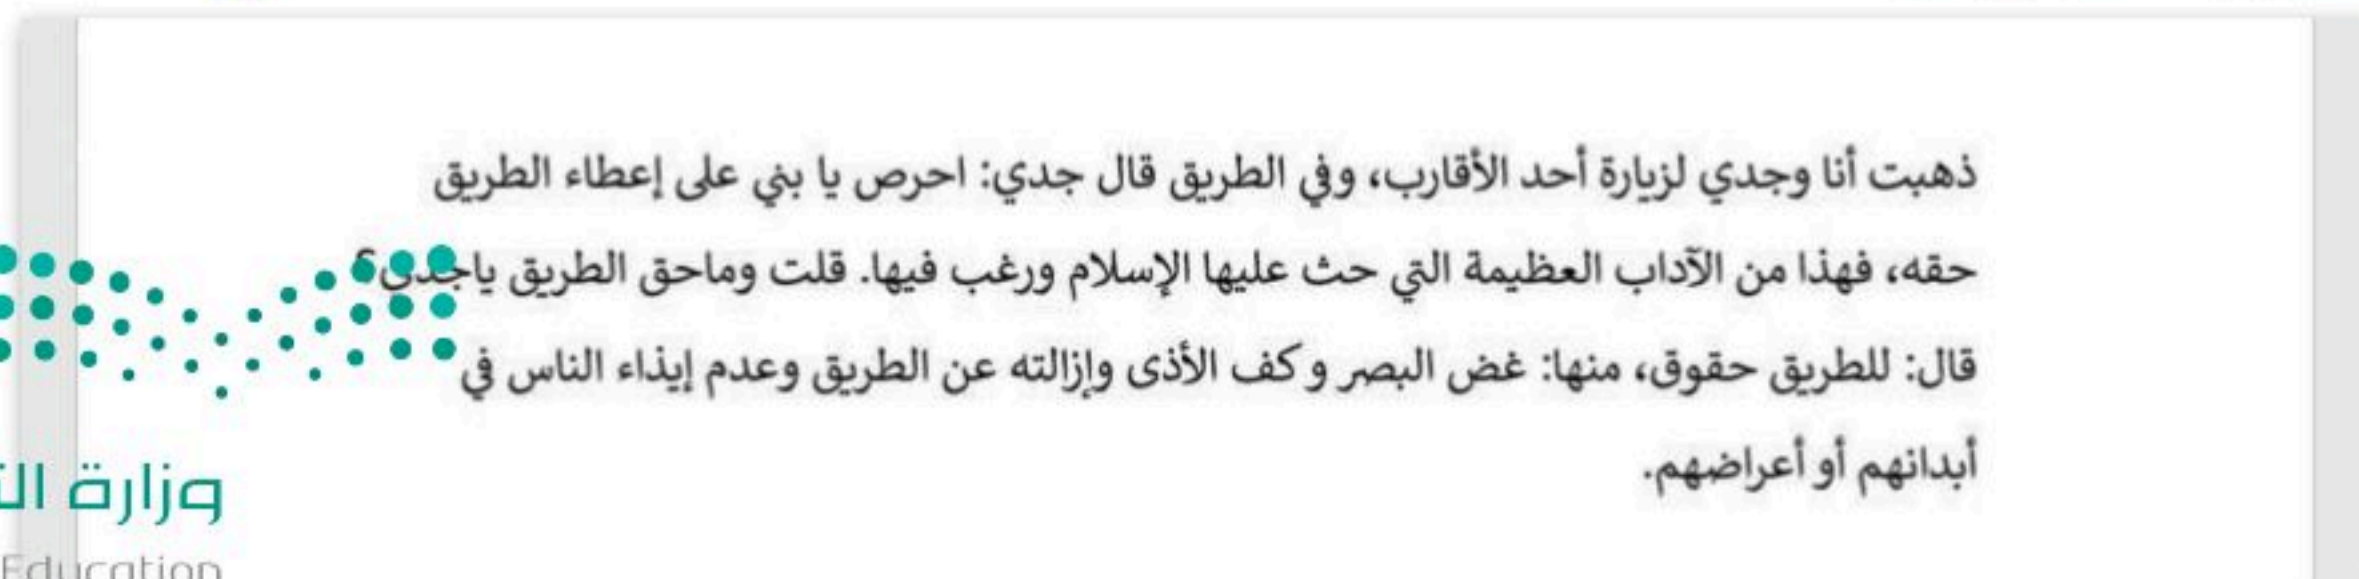 ذهبت أنا وجدي لزيارة أحد الأقارب، وفي الطريق قال جدي: احرص يا بني على إعطاء الطريق
حقه، فهذا من الآداب العظيمة التي حث عليها الإسلام ورغب فيها. قلت وماحق الطريق ياجدي؟
قال: للطريق حقوق، منها: غض البصر و كف الأذى وإزالته عن الطريق وعدم إيذاء الناس في
أبدانهم أو أعراضهم.
وزارة
Education